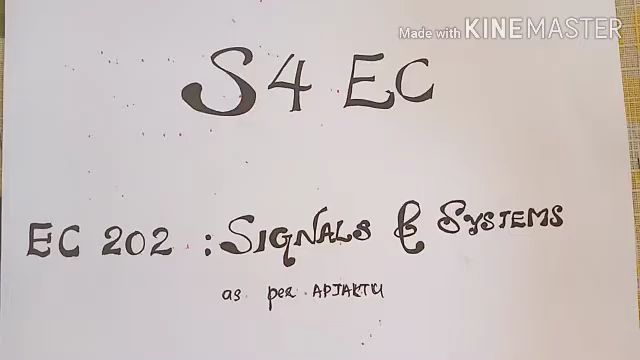 Made with KINEMASTER
S4 EC
EC 202 : SIGNALS & SYSTEMS
as per APJAKTU